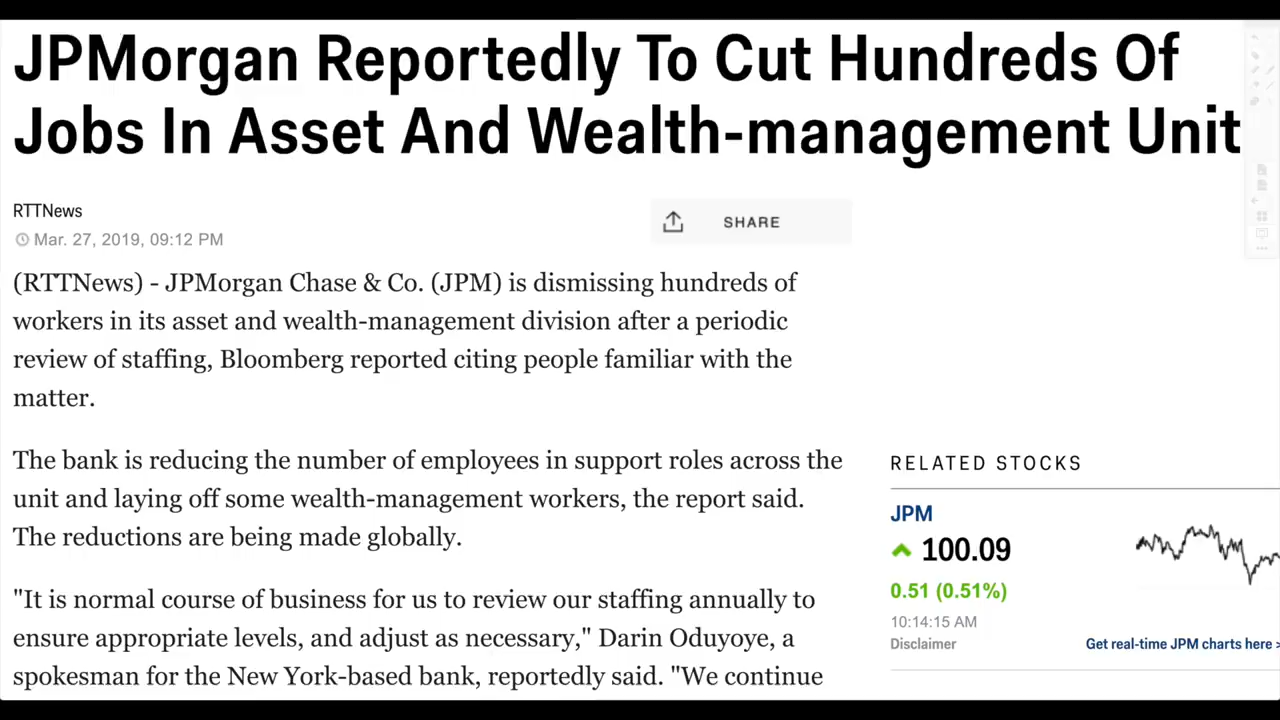 JPMorgan Reportedly To Cut Hundreds Of
Jobs In Asset And Wealth-management Unit
RTTNews
Mar. 27, 2019, 09:12 PM
SHARE
(RTTNews) - JPMorgan Chase & Co. (JPM) is dismissing hundreds of
workers in its asset and wealth-management division after a periodic
review of staffing, Bloomberg reported citing people familiar with the
matter.
The bank is reducing the number of employees in support roles across the
unit and laying off some wealth-management workers, the report said.
The reductions are being made globally.
"It is normal course of business for us to review our staffing annually to
ensure appropriate levels, and adjust as necessary," Darin Oduyoye, a
spokesman for the New York-based bank, reportedly said. "We continue
RELATED STOCKS
JPM
100.09
0.51 (0.51%)
10:14:15 AM
Disclaimer
Get real-time JPM charts here >